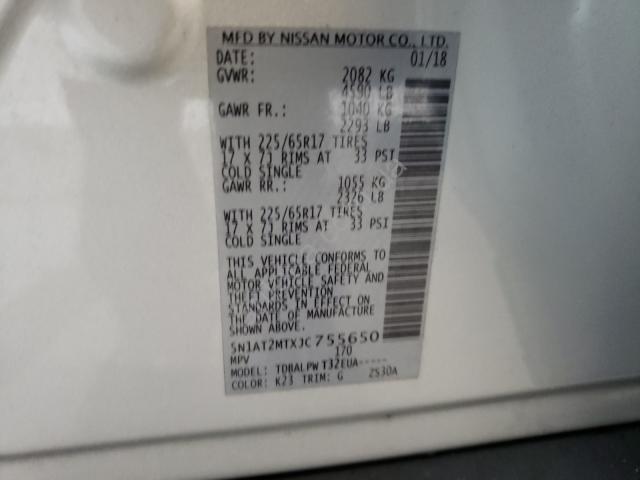 MFD BY NISSAN MOTOR CO., LTD.
DATE: 01/18
GVWR: 2082 KG
4590 LB
GAWR FR.: 1040 KG
2293 LB
WITH 225/65R17 TIRES
17 X 7J RIMS AT 33 PSI
COLD SINGLE
GAWR RR.: 1055 KG
2326 LB
WITH 225/65R17 TIRES
17 X 7J RIMS AT 33 PSI
COLD SINGLE
THIS VEHICLE CONFORMS TO
ALL APPLICABLE FEDERAL
MOTOR VEHICLE SAFETY AND
THEFT PREVENTION
STANDARDS IN EFFECT ON
THE DATE OF MANUFACTURE
SHOWN ABOVE.
5N1AT2MTXJC755650
MPV 170
MODEL: TDBALPW T32EUA-----
COLOR: K23 TRIM: G ZS30A